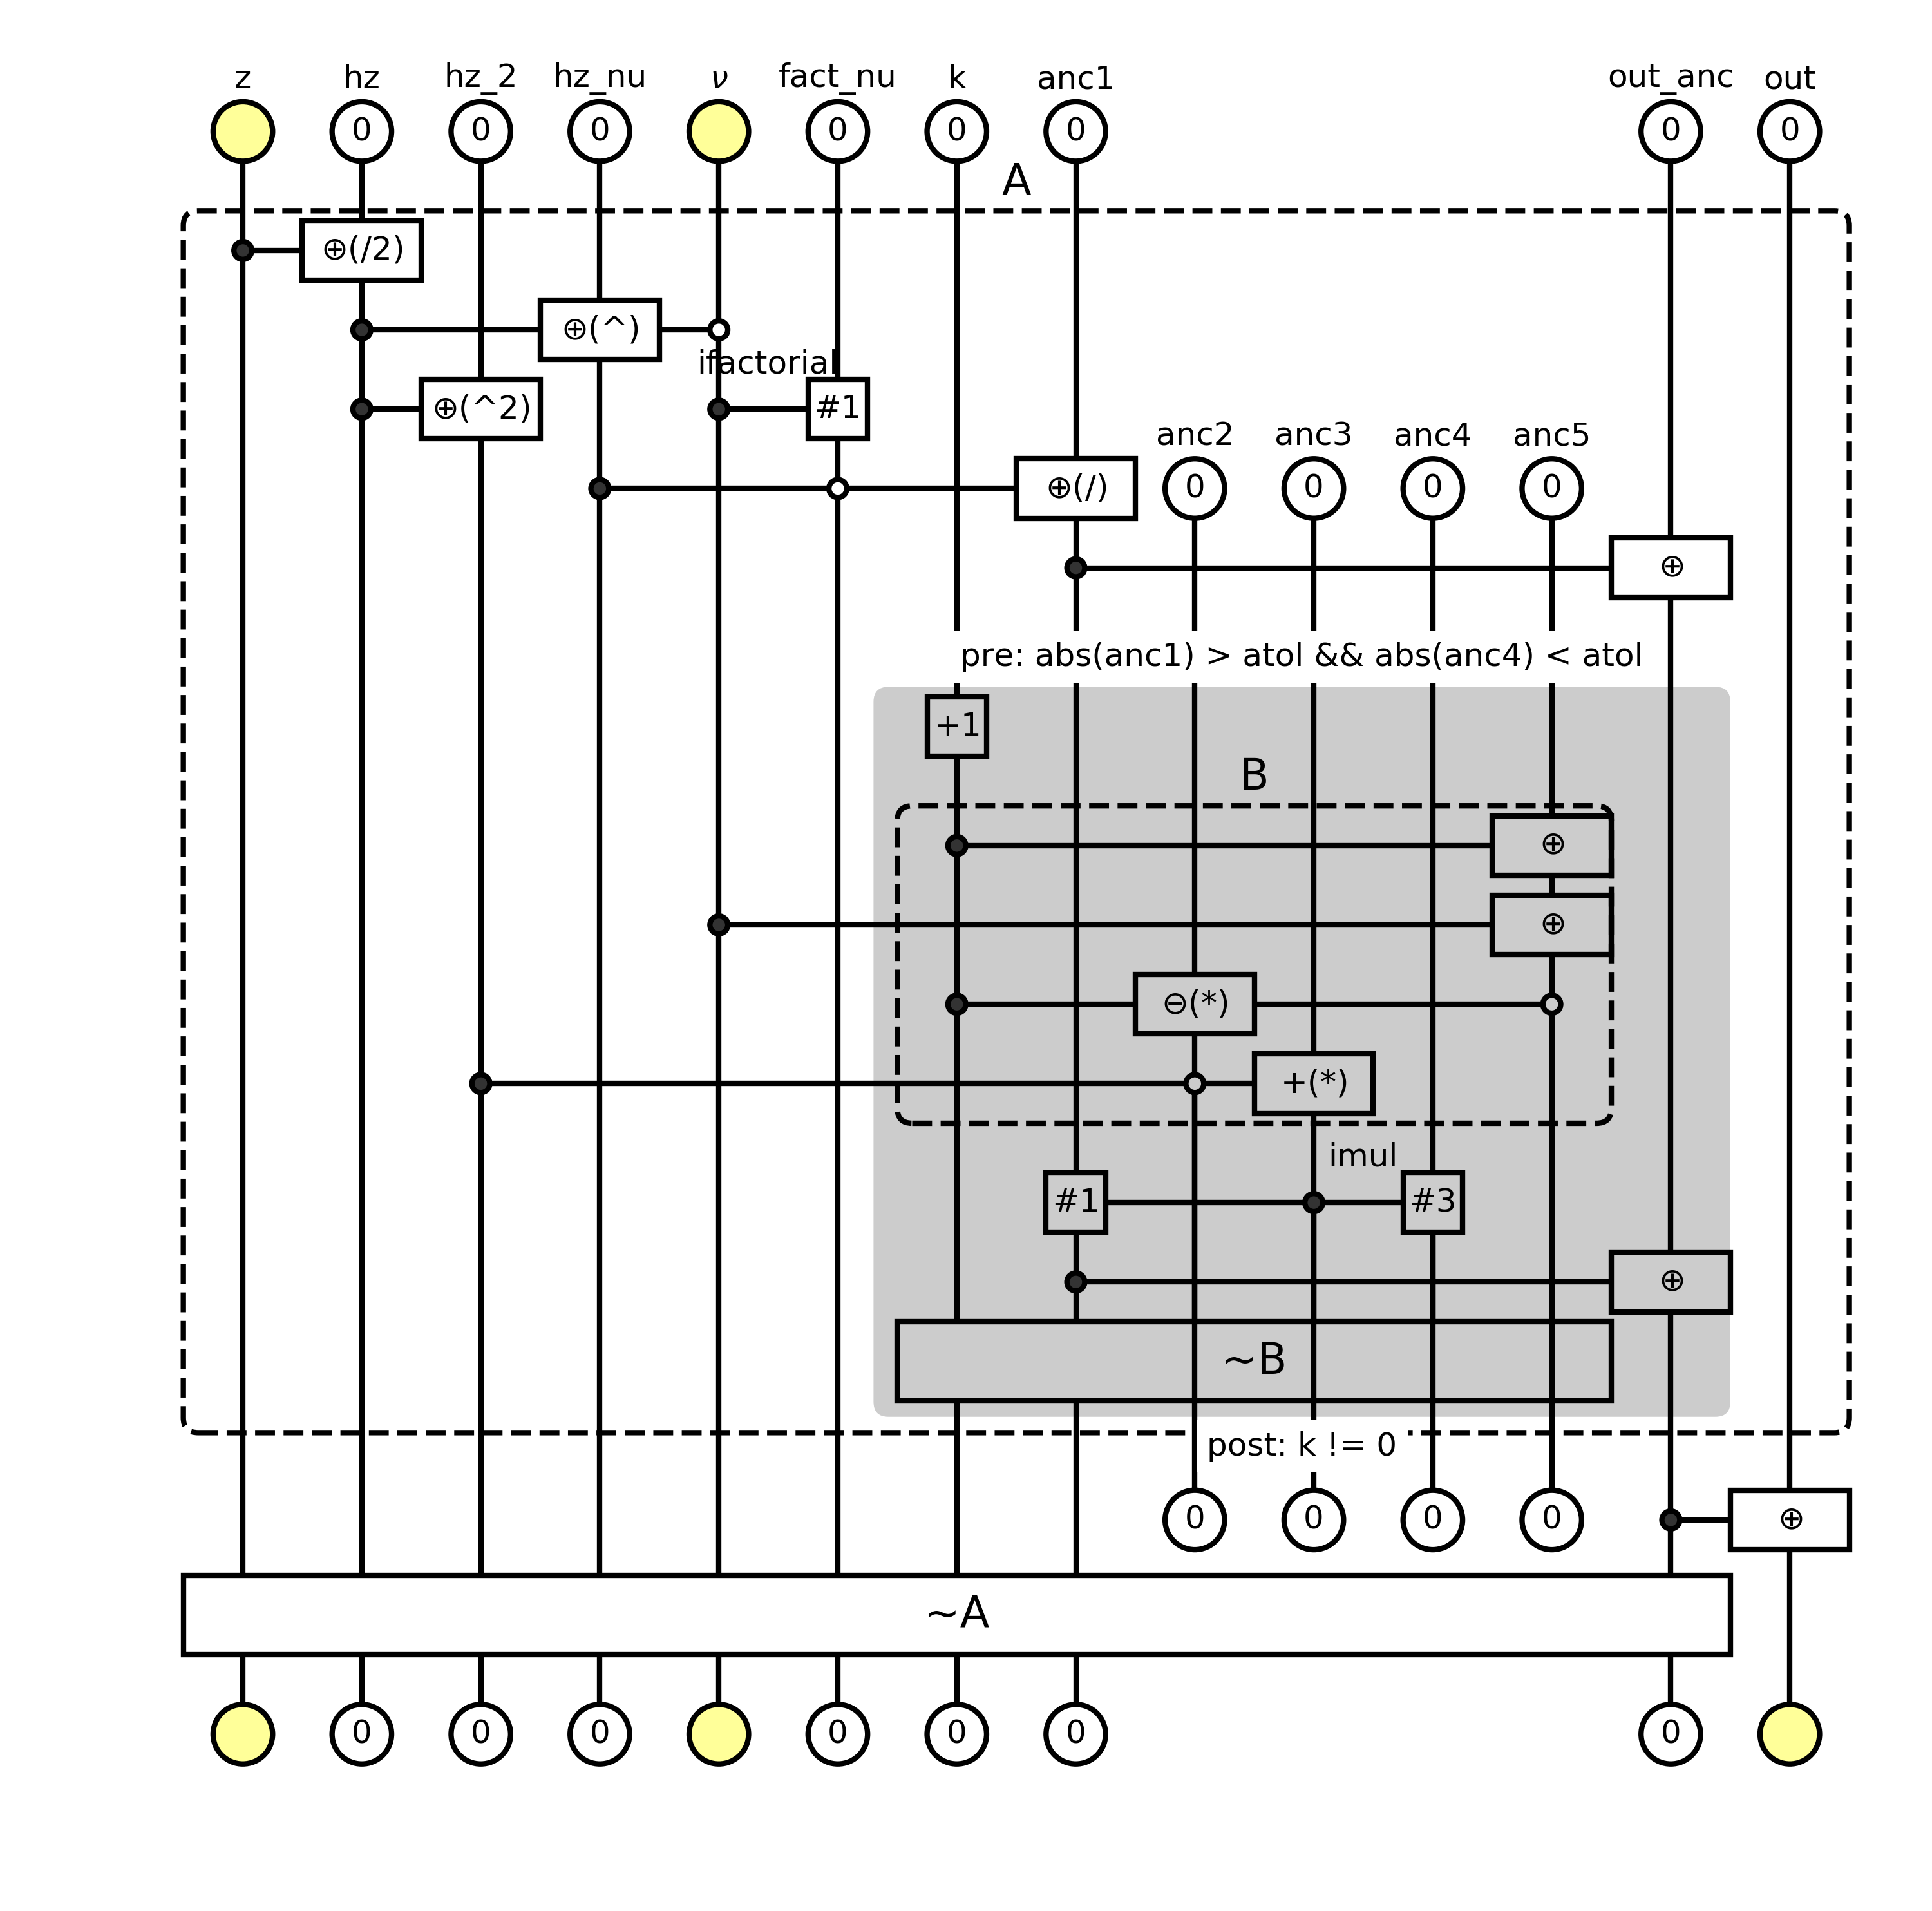 z hz hz_2 hz_nu ν fact_nu k anc1 out_anc out
0 0 0 0 0 0 0 0
A
⊕(/2)
⊕(^)
ifactorial
⊕(^2) #1
anc2 anc3 anc4 anc5
⊕(/) 0 0 0 0
⊕
pre: abs(anc1) > atol && abs(anc4) < atol
+1
B
⊕
⊕
⊖(*)
+(*)
imul
#1 #3
⊕
~B
post: k != 0
0 0 0 0 ⊕
~A
0 0 0 0 0 0 0